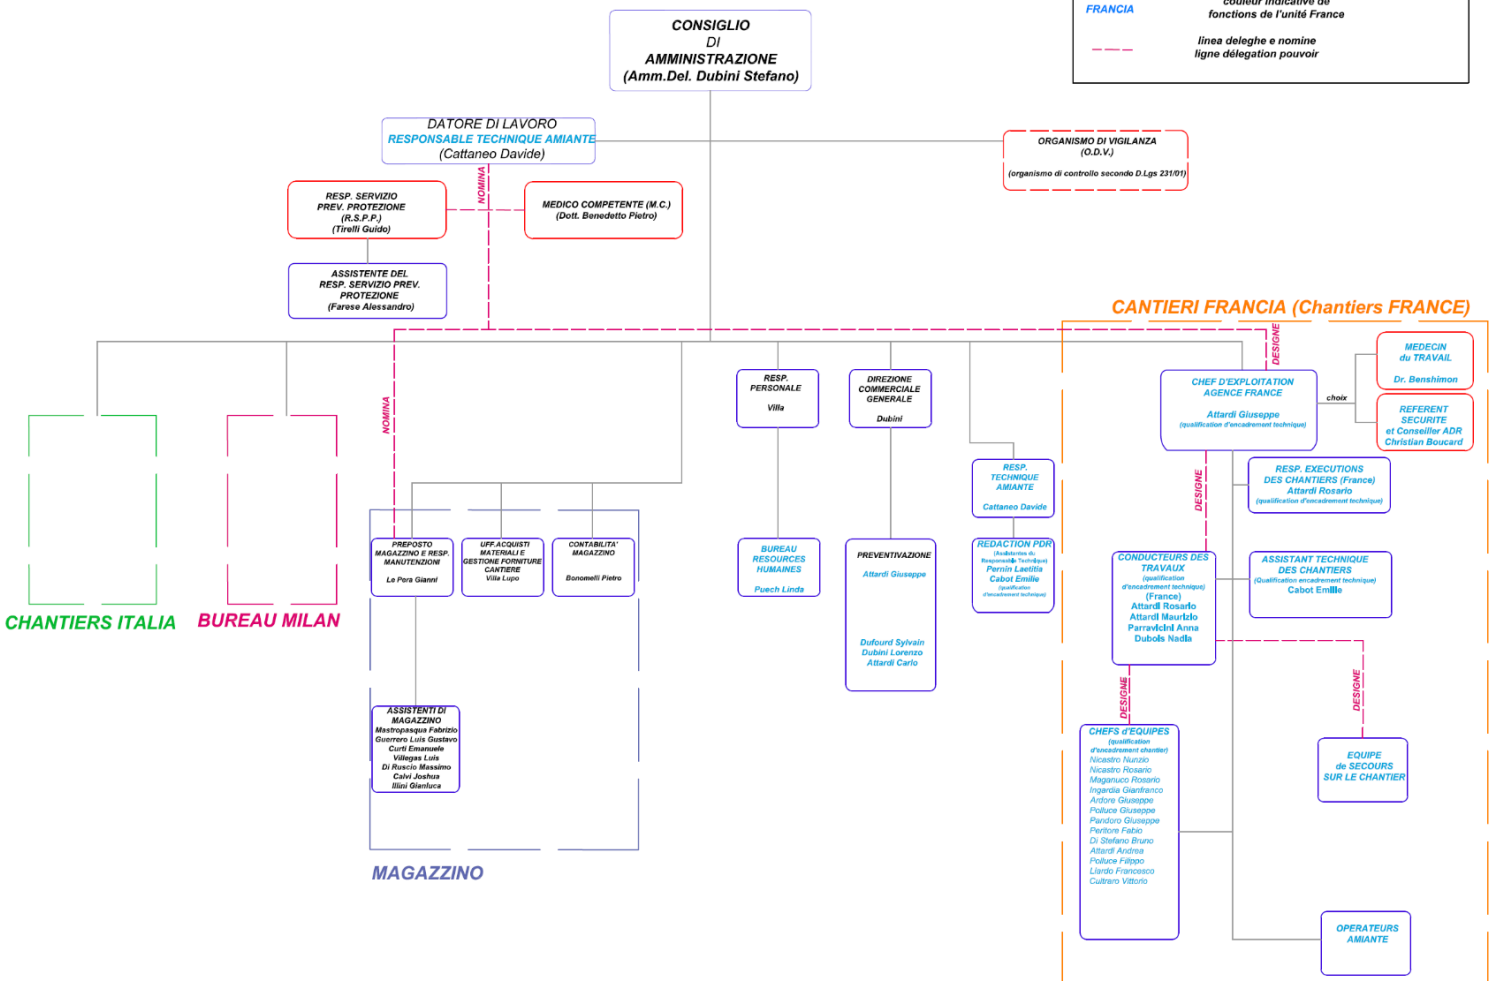 couleur indicative de
FRANCIA
fonctions de l'unité France
linea deleghe e nomine
ligne délégation pouvoir
CONSIGLIO
DI
AMMINISTRAZIONE
(Amm.Del. Dubini Stefano)
DATORE DI LAVORO
RESPONSABLE TECHNIQUE AMIANTE
(Cattaneo Davide)
ORGANISMO DI VIGILANZA
(O.D.V.)
(organismo di controllo secondo D.Lgs 231/01)
NOMINA
RESP. SERVIZIO
PREV. PROTEZIONE
(R.S.P.P.)
(Tirelli Guido)
MEDICO COMPETENTE (M.C.)
(Dott. Benedetto Pietro)
ASSISTENTE DEL
RESP. SERVIZIO PREV.
PROTEZIONE
(Farese Alessandro)
CANTIERI FRANCIA (Chantiers FRANCE)
DESIGNE
MEDECIN
du TRAVAIL
Dr. Benshimon
CHEF D'EXPLOITATION
AGENCE FRANCE
Attardi Giuseppe
(qualification d'encadrement technique)
choix
REFERENT
SECURITE
et Conseiller ADR
Christian Boucard
RESP.
PERSONALE
Villa
DIREZIONE
COMMERCIALE
GENERALE
Dubini
NOMINA
RESP.
TECHNIQUE
AMIANTE
Cattaneo Davide
DESIGNE
RESP. EXECUTIONS
DES CHANTIERS (France)
Attardi Rosario
(qualification d'encadrement technique)
PREPOSTO
MAGAZZINO E RESP.
MANUTENZIONI
Le Pera Gianni
UFF.ACQUISTI
MATERIALI E
GESTIONE FORNITURE
CANTIERE
Villa Lupo
CONTABILITA'
MAGAZZINO
Bonomelli Pietro
BUREAU
RESOURCES
HUMAINES
Puech Linda
PREVENTIVAZIONE
Attardi Giuseppe
Dufourd Sylvain
Dubini Lorenzo
Attardi Carlo
REDACTION PDR
(Assistentes du
Responsable Technique)
Pernin Laetitia
Cabot Emilie
(qualification
d'encadrement technique)
CONDUCTEURS DES
TRAVAUX
(qualification
d'encadrement technique)
(France)
Attardi Rosario
Attardi Maurizio
Parravicini Anna
Dubois Nadia
ASSISTANT TECHNIQUE
DES CHANTIERS
(Qualification encadrement technique)
Cabot Emilie
CHANTIERS ITALIA
BUREAU MILAN
DESIGNE
DESIGNE
ASSISTENTI DI
MAGAZZINO
Mastropasqua Fabrizio
Guerrero Luis Gustavo
Curti Emanuele
Villegas Luis
Di Ruscio Massimo
Calvi Joshua
Illini Gianluca
MAGAZZINO
CHEFS d'EQUIPES
(qualification
d'encadrement chantier)
Nicastro Nunzio
Nicastro Rosario
Maganuco Rosario
Ingardia Gianfranco
Ardore Giuseppe
Polluce Giuseppe
Pandoro Giuseppe
Peritore Fabio
Di Stefano Bruno
Attardi Andrea
Polluce Filippo
Llardo Francesco
Cultraro Vittorio
EQUIPE
de SECOURS
SUR LE CHANTIER
OPERATEURS
AMIANTE